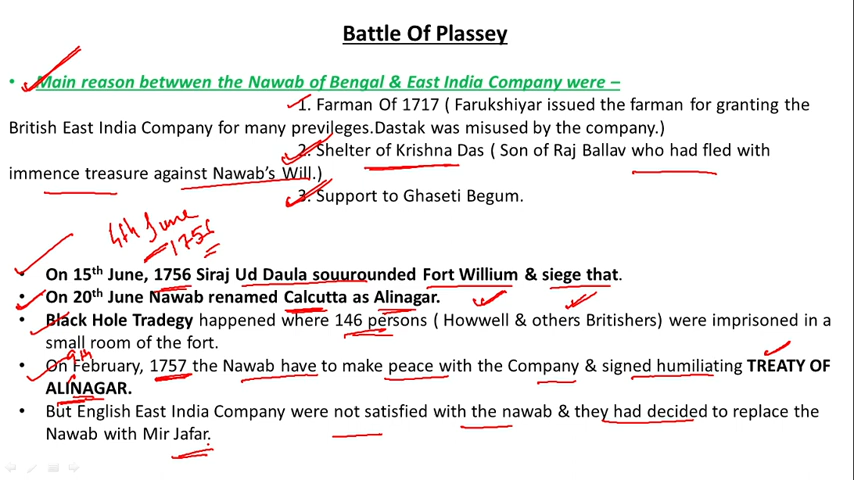 Battle Of Plassey
• Main reason betwwen the Nawab of Bengal & East India Company were –
1. Farman Of 1717 ( Farukshiyar issued the farman for granting the
British East India Company for many previleges.Dastak was misused by the company.)
2. Shelter of Krishna Das ( Son of Raj Ballav who had fled with
immence treasure against Nawab's Will.)
3. Support to Ghaseti Begum.
4th June
1756
• On 15th June, 1756 Siraj Ud Daula souurounded Fort Willium & siege that.
• On 20th June Nawab renamed Calcutta as Alinagar.
• Black Hole Tradegy happened where 146 persons ( Howwell & others Britishers) were imprisoned in a
small room of the fort.
9th
• On February, 1757 the Nawab have to make peace with the Company & signed humiliating TREATY OF
ALINAGAR.
• But English East India Company were not satisfied with the nawab & they had decided to replace the
Nawab with Mir Jafar.